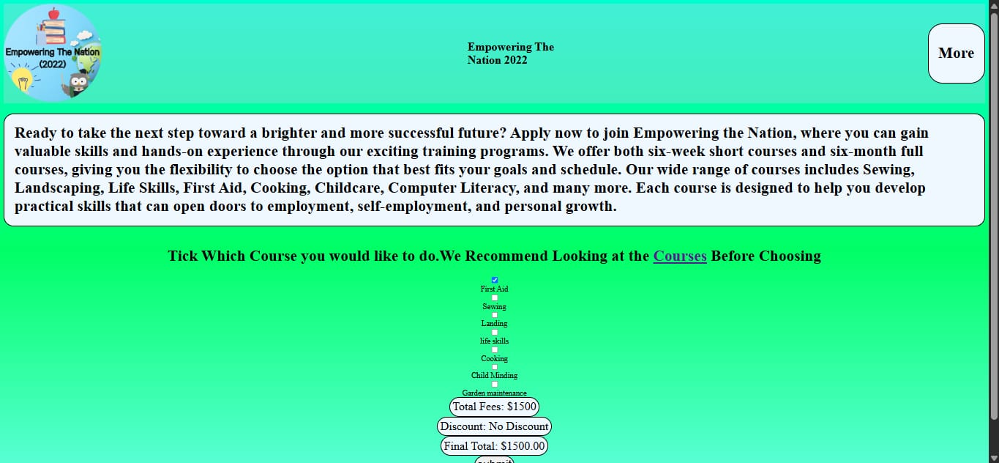 Empowering The Nation
(2022)
Empowering The
Nation 2022
More
Ready to take the next step toward a brighter and more successful future? Apply now to join Empowering the Nation, where you can gain
valuable skills and hands-on experience through our exciting training programs. We offer both six-week short courses and six-month full
courses, giving you the flexibility to choose the option that best fits your goals and schedule. Our wide range of courses includes Sewing,
Landscaping, Life Skills, First Aid, Cooking, Childcare, Computer Literacy, and many more. Each course is designed to help you develop
practical skills that can open doors to employment, self-employment, and personal growth.
Tick Which Course you would like to do.We Recommend Looking at the Courses Before Choosing
First Aid
Sewing
Landing
life skills
Cooking
Child Minding
Garden maintenance
Total Fees: $1500
Discount: No Discount
Final Total: $1500.00
submit